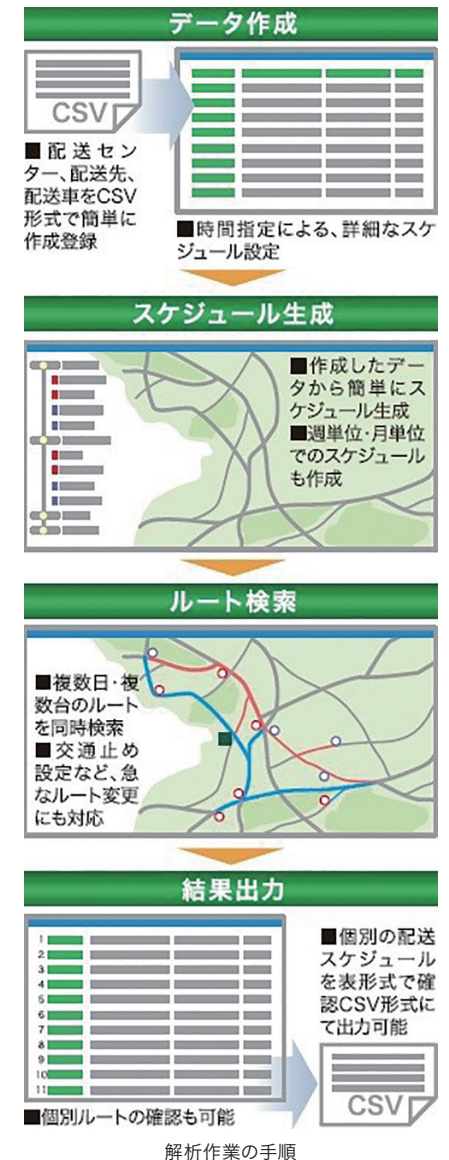 データ作成
CSV
■配送セン
ター、配送先、
配送車をCSV
形式で簡単に
作成登録
■時間指定による、詳細なスケ
ジュール設定
スケジュール生成
■作成したデー
タから簡単にス
ケジュール生成
■週単位・月単位
でのスケジュール
も作成
ルート検索
■複数日・複
数台のルート
を同時検索
■交通止め
設定など、急
なルート変更
にも対応
結果出力
1
2
3
4
5
6
7
8
9
10
11
■個別ルートの確認も可能
■個別の配送
スケジュール
を表形式で確
認CSV形式に
て出力可能
CSV
解析作業の手順